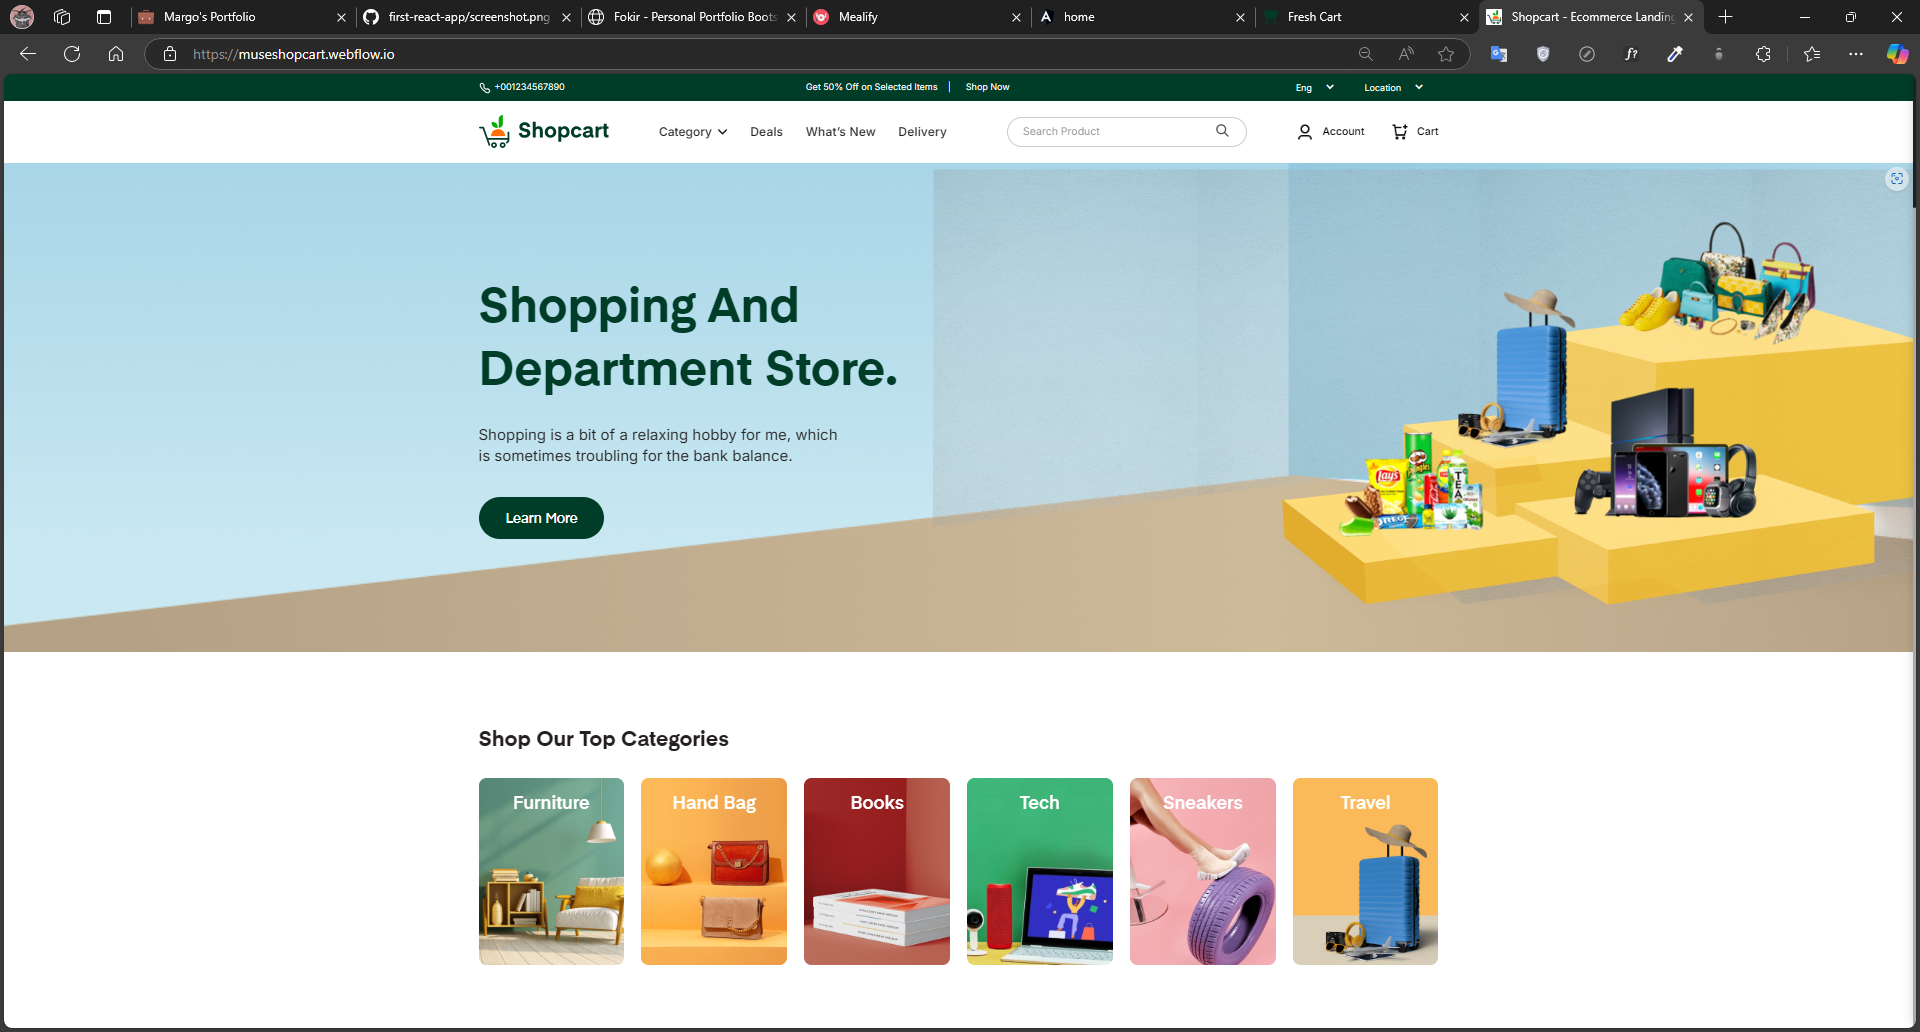 Margo's Portfolio
first-react-app/screenshot.png
Fokir - Personal Portfolio Boots
Mealify
home
Fresh Cart
Shopcart - Ecommerce Landing
https://museshopcart.webflow.io
+001234567890
Get 50% Off on Selected Items | Shop Now
Eng
Location
Shopcart
Category
Deals
What's New
Delivery
Search Product
Account
Cart
Shopping And
Department Store.
Shopping is a bit of a relaxing hobby for me, which
is sometimes troubling for the bank balance.
Learn More
Lay's
TEA
OREO
Shop Our Top Categories
Furniture
Hand Bag
Books
Tech
Sneakers
Travel